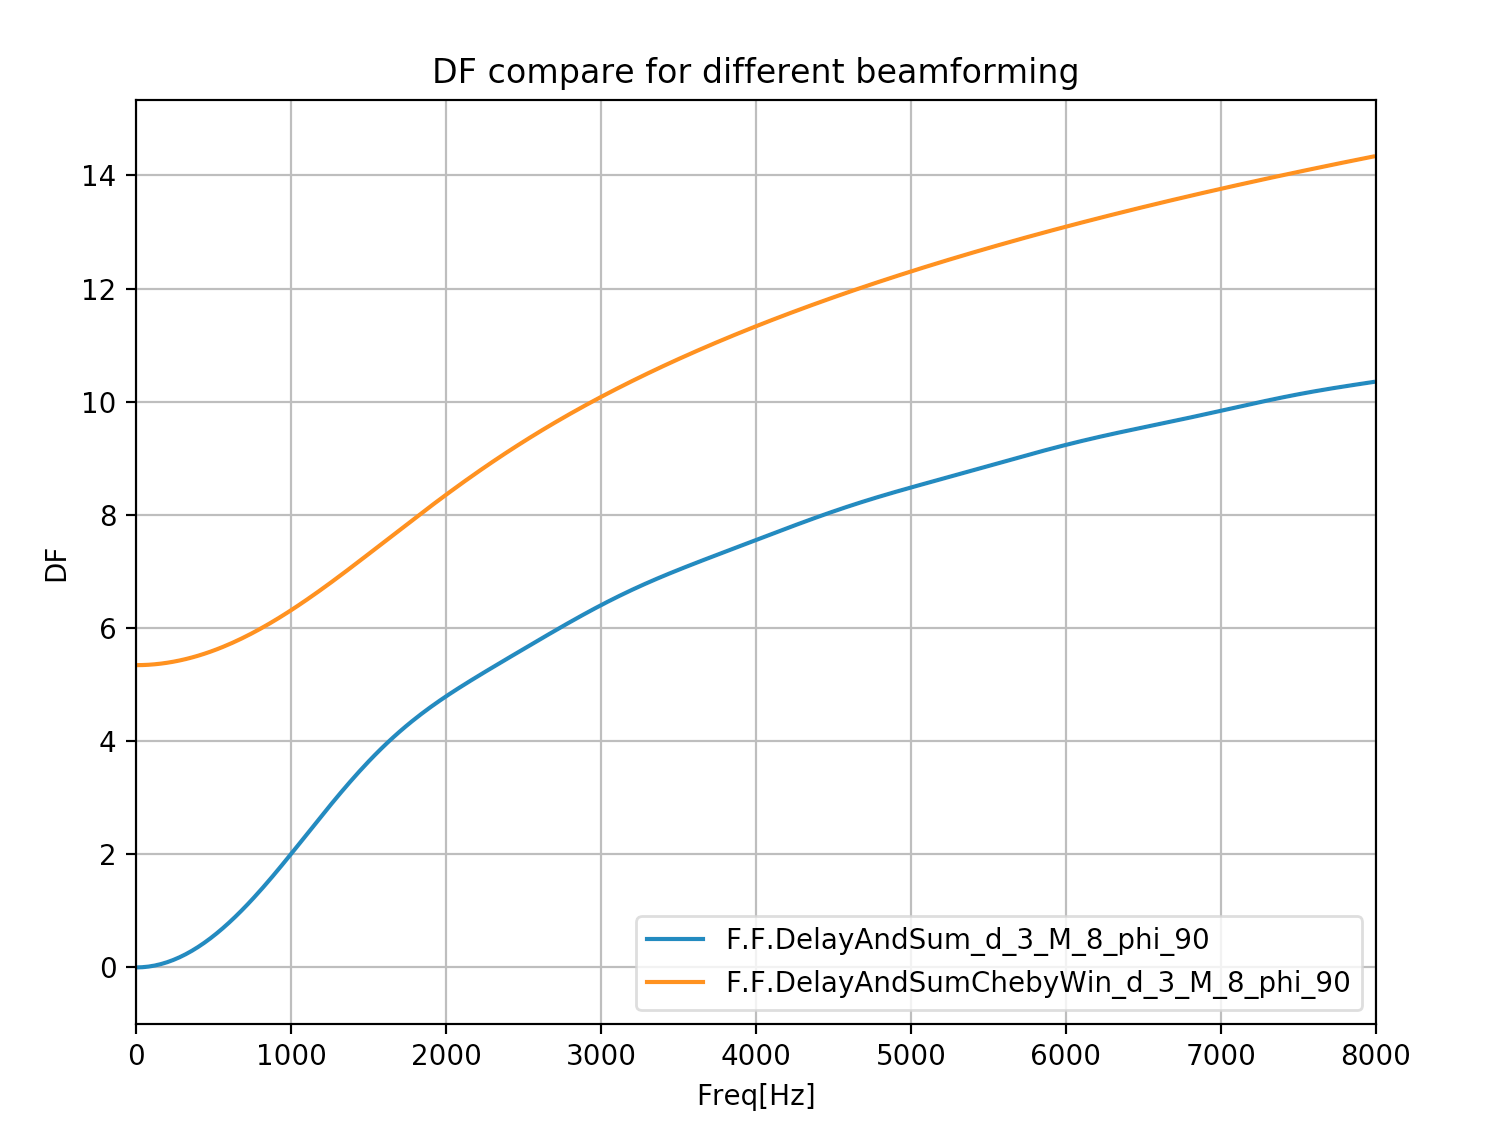 DF compare for different beamforming
14
12
10
8
6
4
2
0
DF
F.F.DelayAndSum_d_3_M_8_phi_90
F.F.DelayAndSumChebyWin_d_3_M_8_phi_90
0 1000 2000 3000 4000 5000 6000 7000 8000
Freq[Hz]